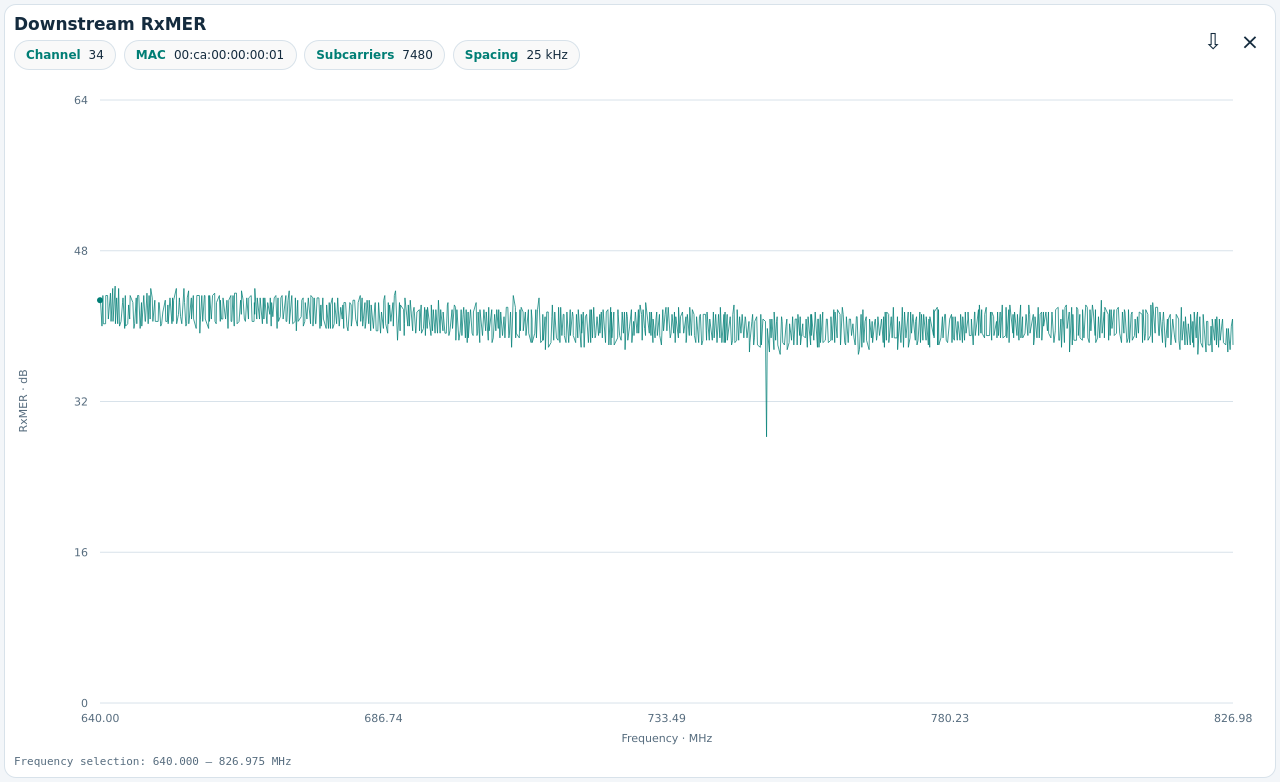 Downstream RxMER
Channel 34 MAC 00:ca:00:00:00:01 Subcarriers 7480 Spacing 25 kHz
64
48
32
16
0
RxMER · dB
640.00 686.74 733.49 780.23 826.98
Frequency · MHz
Frequency selection: 640.000 – 826.975 MHz